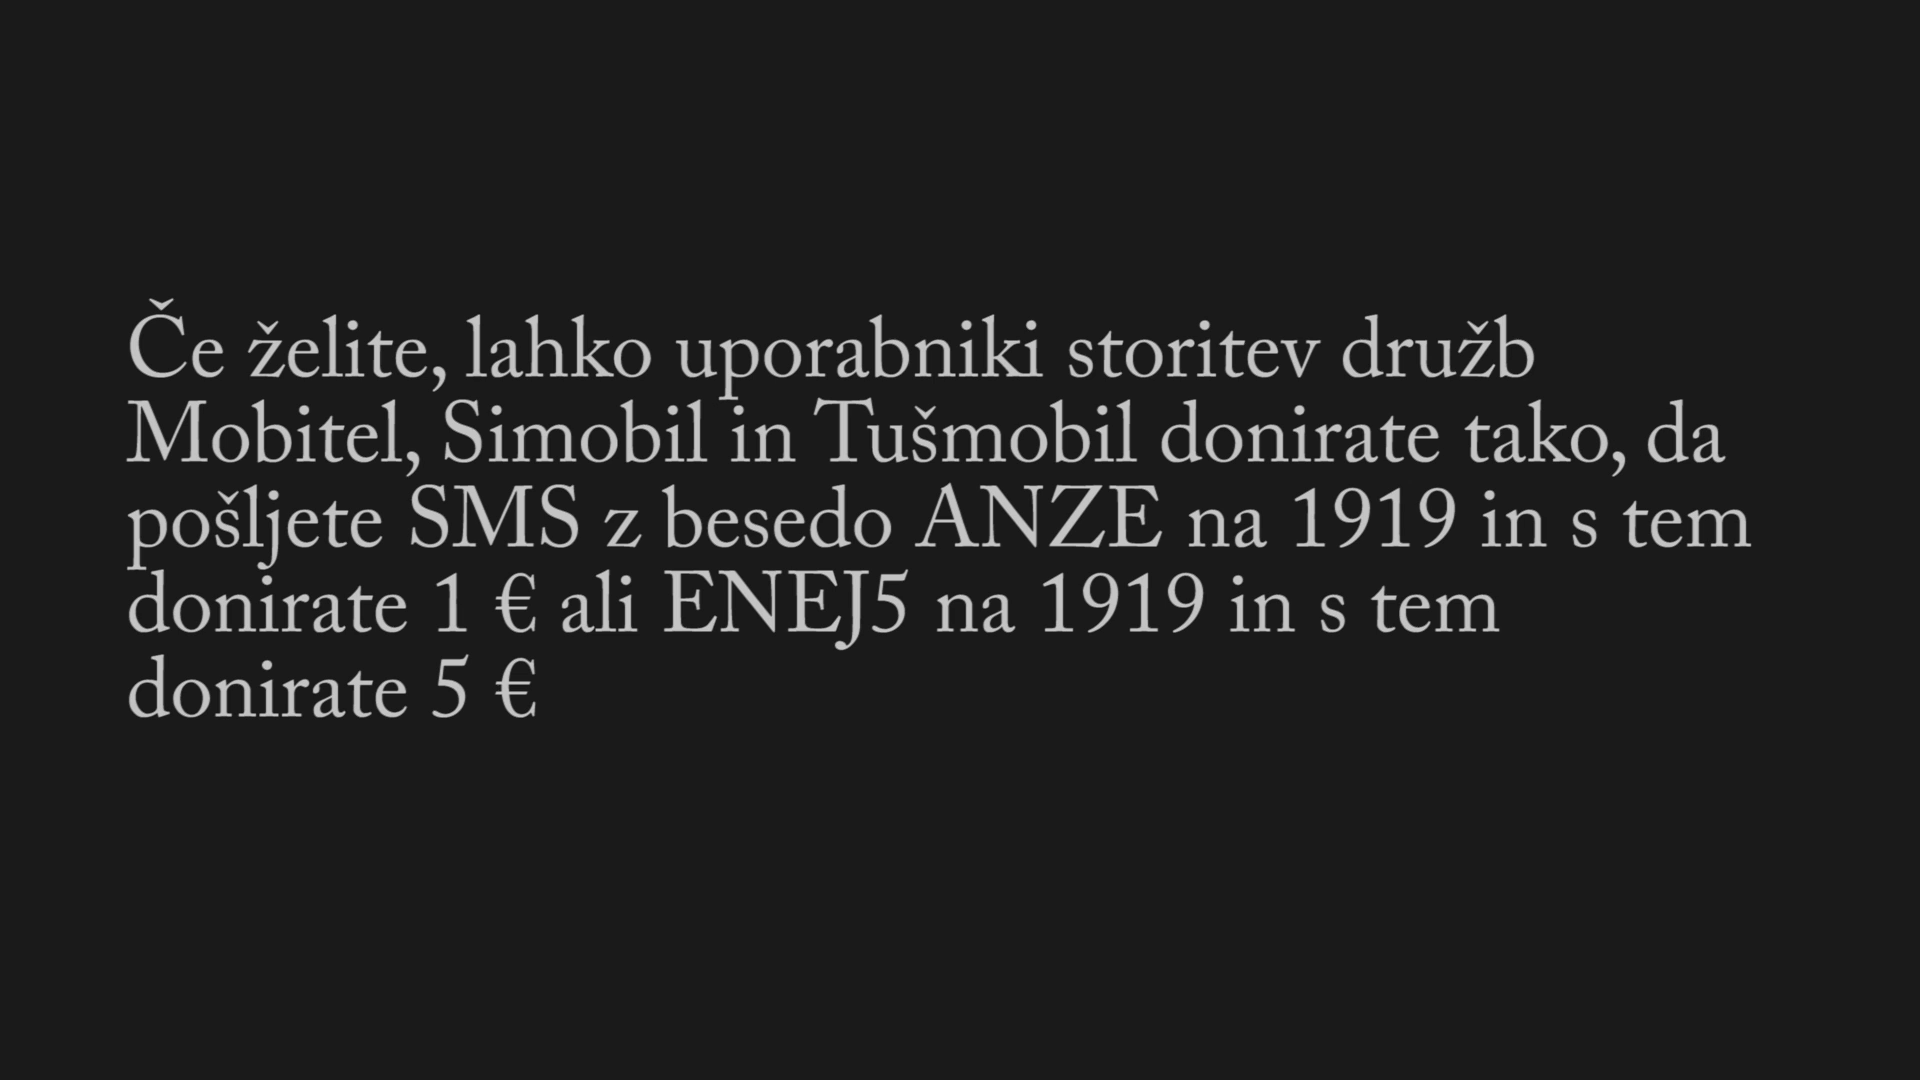 Če želite, lahko uporabniki storitev družb
Mobitel, Simobil in Tušmobil donirate tako, da
pošljete SMS z besedo ANZE na 1919 in s tem
donirate 1 € ali ENEJ5 na 1919 in s tem
donirate 5 €